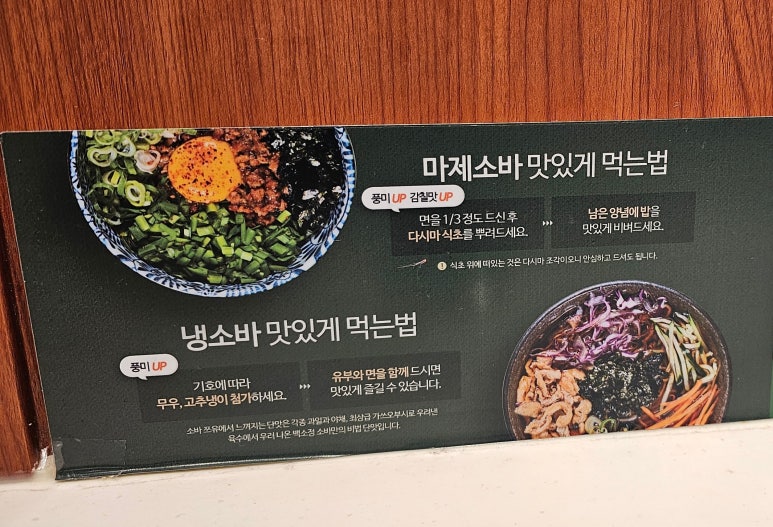 마제소바 맛있게 먹는법
풍미 UP 감칠맛 UP
면을 1/3 정도 드신 후
다시마 식초를 뿌려드세요.
남은 양념에 밥을
맛있게 비벼드세요.
1 식초 위에 떠있는 것은 다시마 조각이오니 안심하고 드셔도 됩니다.
냉소바 맛있게 먹는법
풍미 UP
기호에 따라
무우, 고추냉이 첨가하세요.
유부와 면을 함께 드시면
맛있게 즐길 수 있습니다.
소바 쯔유에서 느껴지는 단맛은 각종 과일과 야채, 최상급 가쓰오부시로 우려낸
육수에서 우러 나온 백소정 소바만의 비법 단맛입니다.